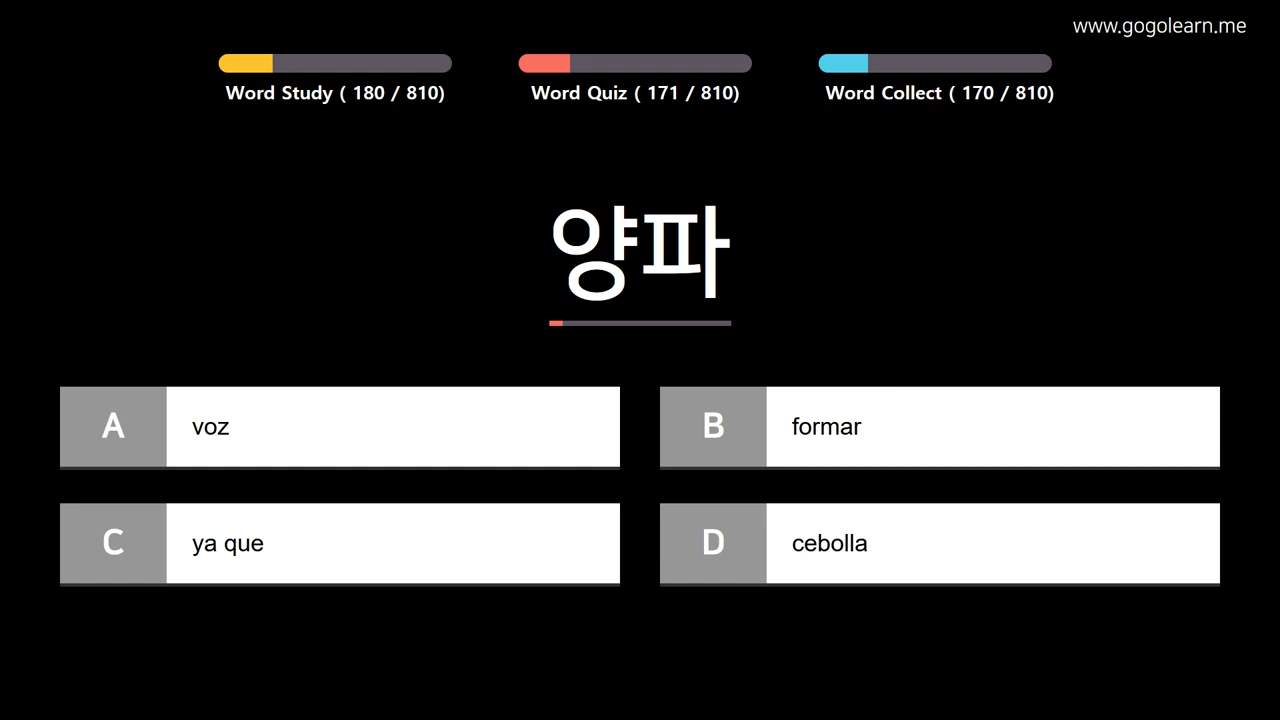 www.gogolearn.me
Word Study ( 180 / 810)
Word Quiz ( 171 / 810)
Word Collect ( 170 / 810)
양파
A voz
B formar
C ya que
D cebolla